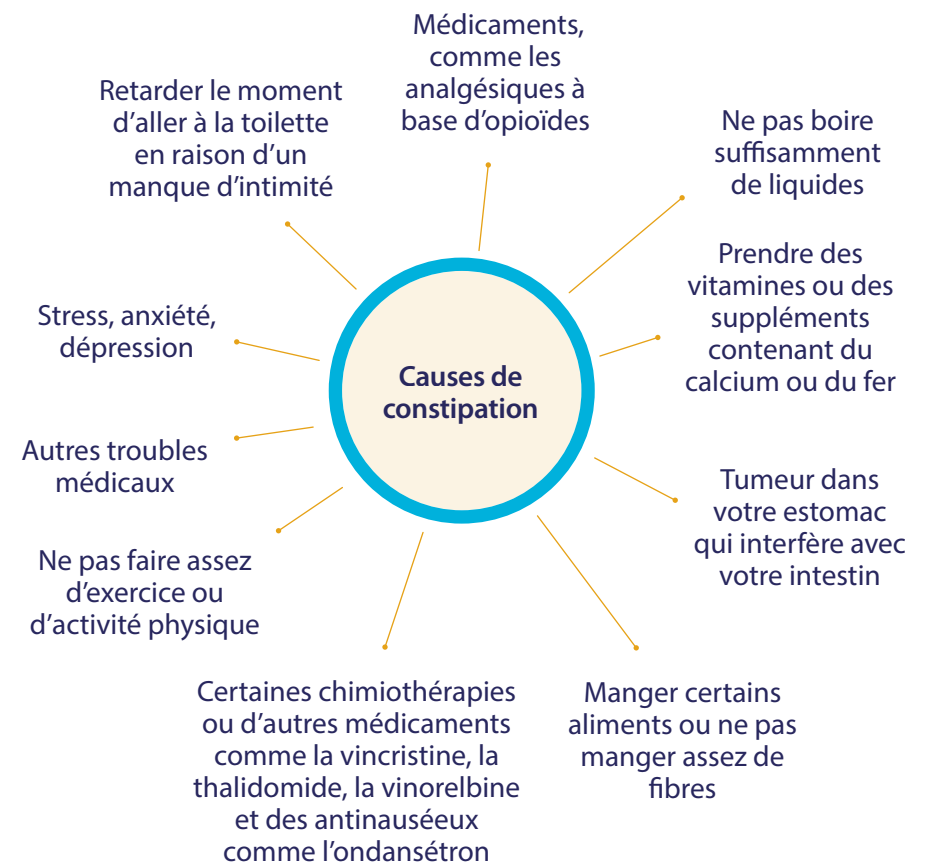 Médicaments,
comme les
analgésiques à
base d'opioïdes
Retarder le moment
d'aller à la toilette
en raison d'un
manque d'intimité
Ne pas boire
suffisamment
de liquides
Prendre des
vitamines ou des
suppléments
contenant du
calcium ou du fer
Stress, anxiété,
dépression
Causes de
constipation
Autres troubles
médicaux
Tumeur dans
votre estomac
qui interfère avec
votre intestin
Ne pas faire assez
d'exercice ou
d'activité physique
Certaines chimiothérapies
ou d'autres médicaments
comme la vincristine, la
thalidomide, la vinorelbine
et des antinauséeux
comme l'ondansétron
Manger certains
aliments ou ne pas
manger assez de
fibres